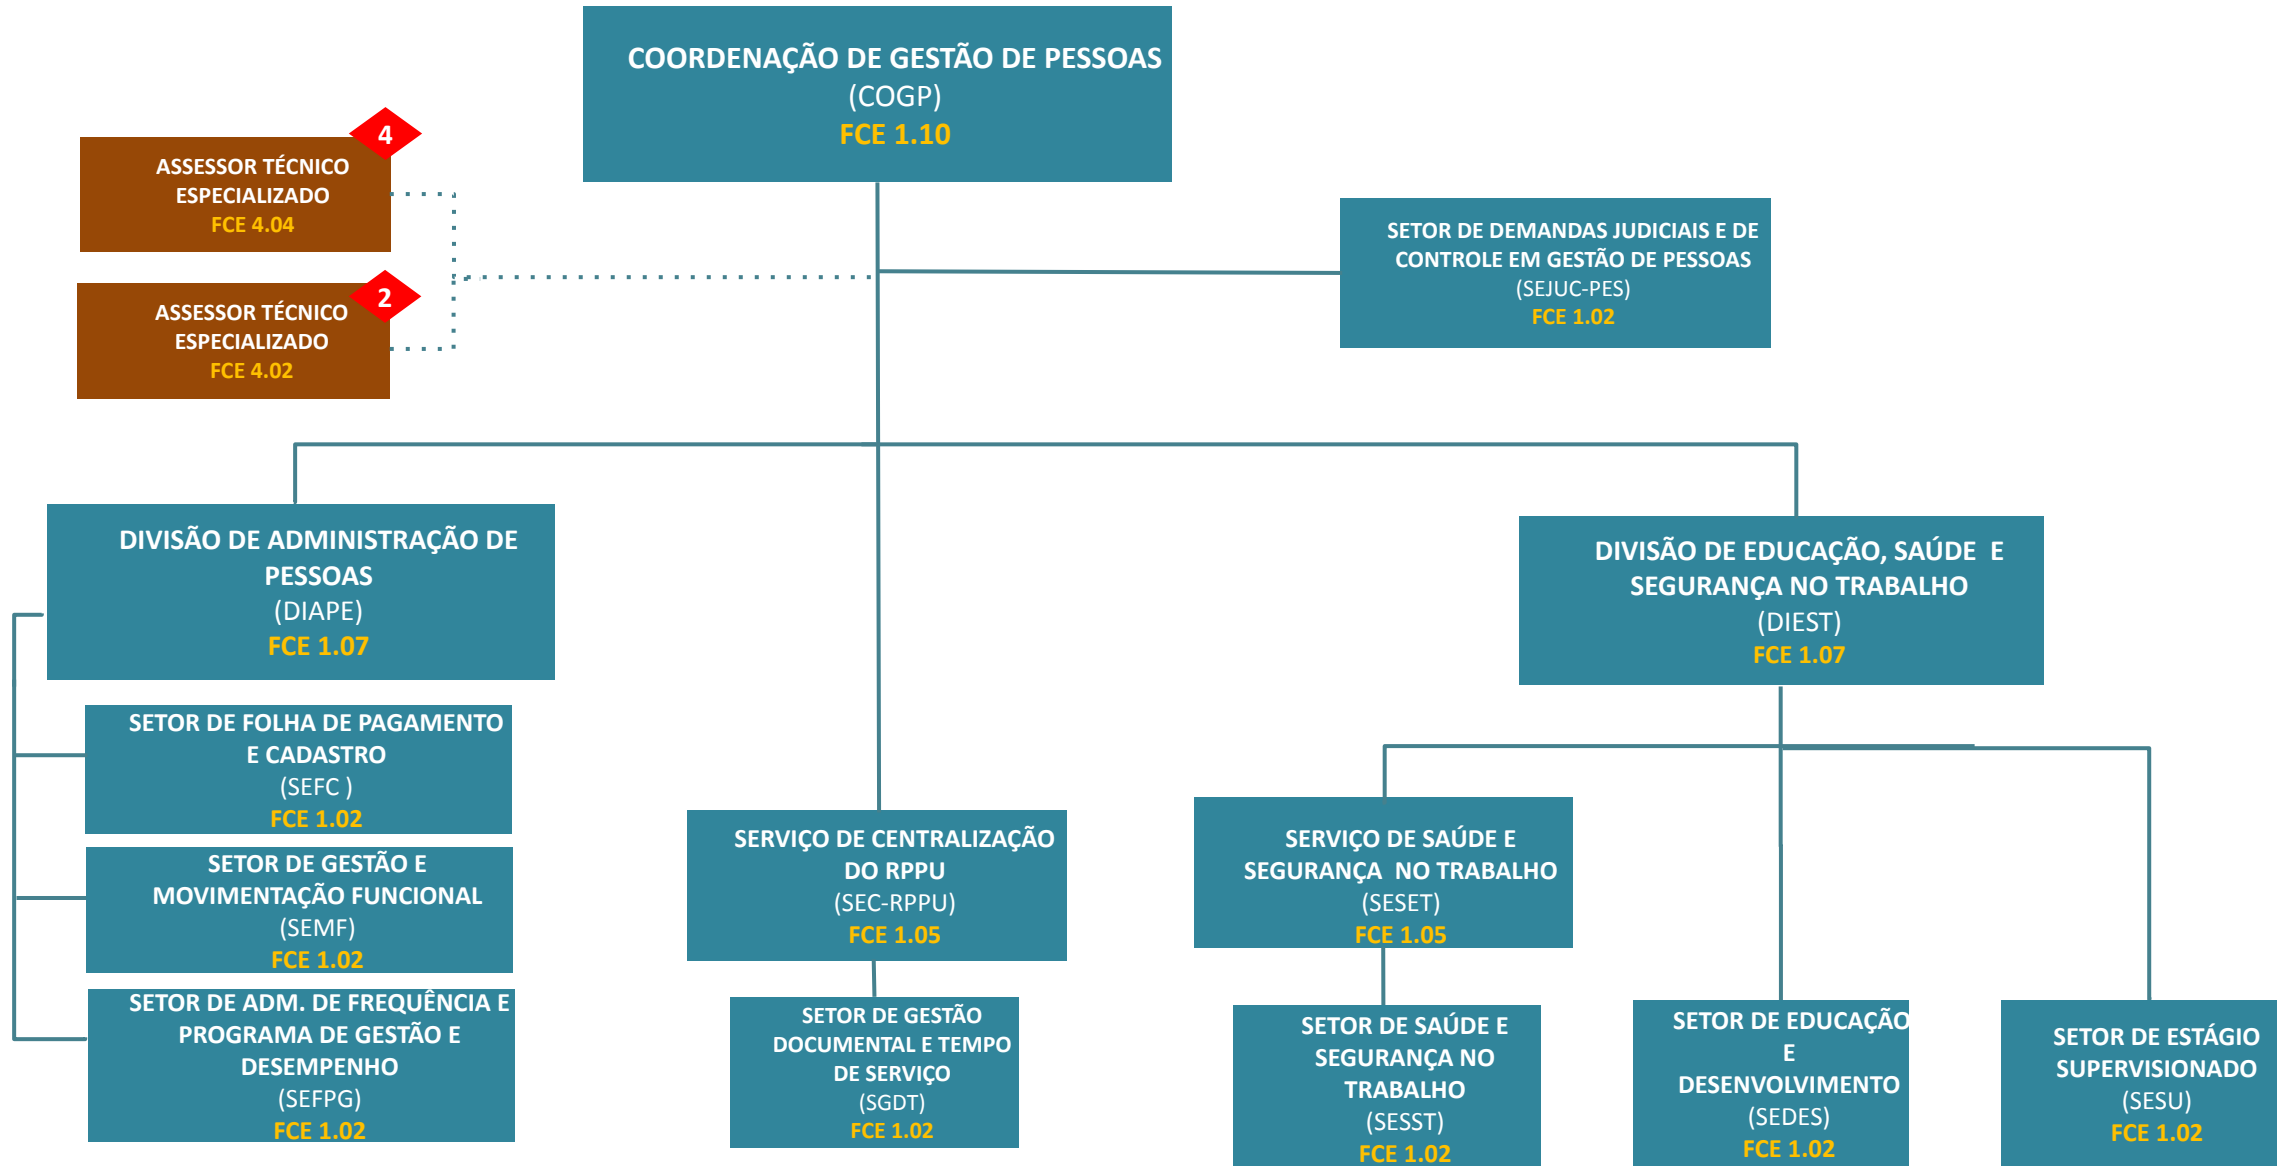 COORDENAÇÃO DE GESTÃO DE PESSOAS
(COGP)
FCE 1.10
4
ASSESSOR TÉCNICO
ESPECIALIZADO
FCE 4.04
2
ASSESSOR TÉCNICO
ESPECIALIZADO
FCE 4.02
SETOR DE DEMANDAS JUDICIAIS E DE
CONTROLE EM GESTÃO DE PESSOAS
(SEJUC-PES)
FCE 1.02
DIVISÃO DE ADMINISTRAÇÃO DE
PESSOAS
(DIAPE)
FCE 1.07
DIVISÃO DE EDUCAÇÃO, SAÚDE E
SEGURANÇA NO TRABALHO
(DIEST)
FCE 1.07
SETOR DE FOLHA DE PAGAMENTO
E CADASTRO
(SEFC )
FCE 1.02
SETOR DE GESTÃO E
MOVIMENTAÇÃO FUNCIONAL
(SEMF)
FCE 1.02
SETOR DE ADM. DE FREQUÊNCIA E
PROGRAMA DE GESTÃO E
DESEMPENHO
(SEFPG)
FCE 1.02
SERVIÇO DE CENTRALIZAÇÃO
DO RPPU
(SEC-RPPU)
FCE 1.05
SETOR DE GESTÃO
DOCUMENTAL E TEMPO
DE SERVIÇO
(SGDT)
FCE 1.02
SERVIÇO DE SAÚDE E
SEGURANÇA NO TRABALHO
(SESET)
FCE 1.05
SETOR DE SAÚDE E
SEGURANÇA NO
TRABALHO
(SESST)
FCE 1.02
SETOR DE EDUCAÇÃO
E
DESENVOLVIMENTO
(SEDES)
FCE 1.02
SETOR DE ESTÁGIO
SUPERVISIONADO
(SESU)
FCE 1.02